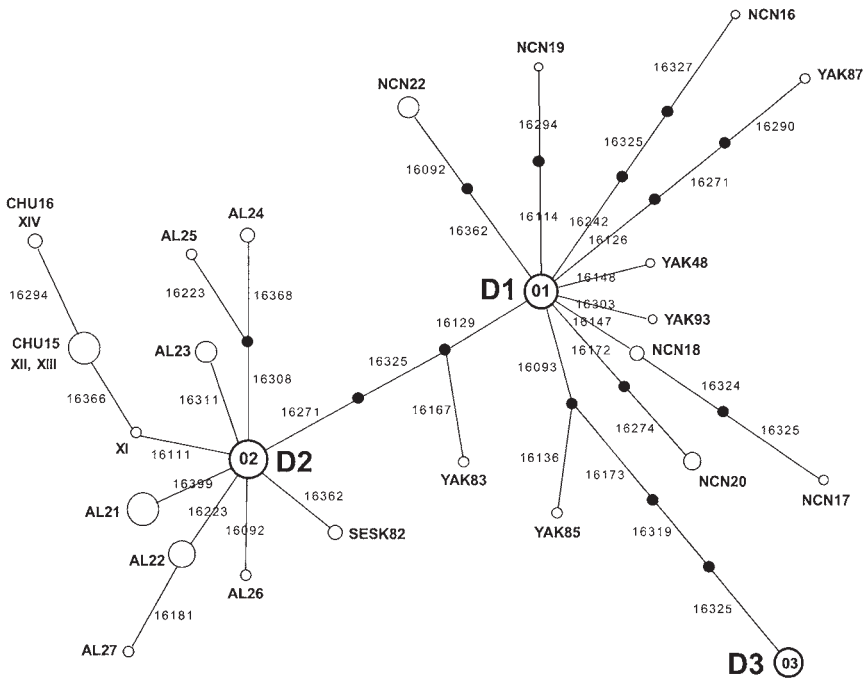 NCN16
NCN19
16327
YAK87
NCN22
16294
16290
16325
16092
16271
CHU16
XIV
AL24
16114
16242
AL25
16362
16126
YAK48
16148
16294
16223
16368
D1
01
16303
YAK93
16129
16147
CHU15
XII, XIII
AL23
16172
NCN18
16325
16093
16308
16366
16311
16167
16324
16271
16274
16325
XI
16111
02
D2
16136
16173
NCN20
16399
YAK83
NCN17
16362
AL21
16223
16092
SESK82
YAK85
16319
AL22
AL26
16325
16181
AL27
D3
03